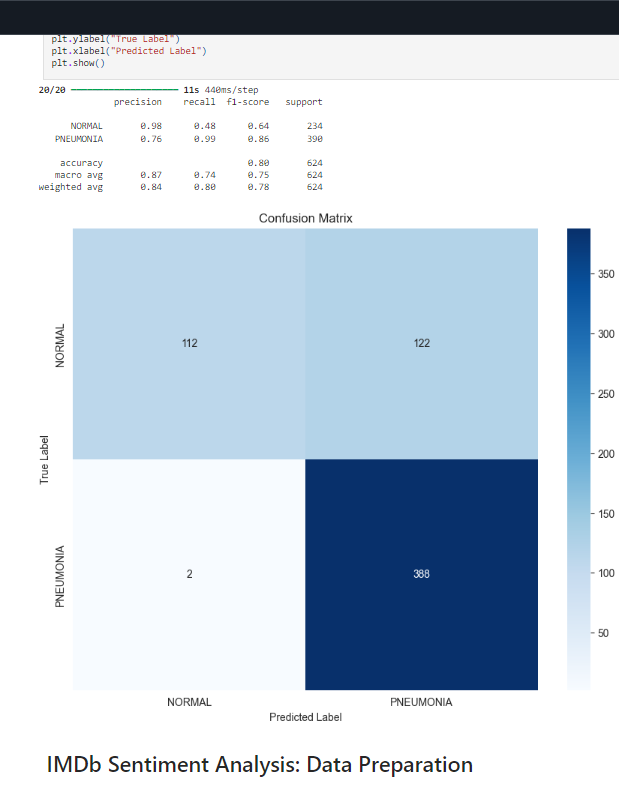 plt.ylabel("True Label")
plt.xlabel("Predicted Label")
plt.show()
20/20 11s 440ms/step
precision recall f1-score support
NORMAL 0.98 0.48 0.64 234
PNEUMONIA 0.76 0.99 0.86 390
accuracy 0.80 624
macro avg 0.87 0.74 0.75 624
weighted avg 0.84 0.80 0.78 624
Confusion Matrix
NORMAL
112
122
PNEUMONIA
2
388
True Label
NORMAL
PNEUMONIA
Predicted Label
350
300
250
200
150
100
50
IMDb Sentiment Analysis: Data Preparation